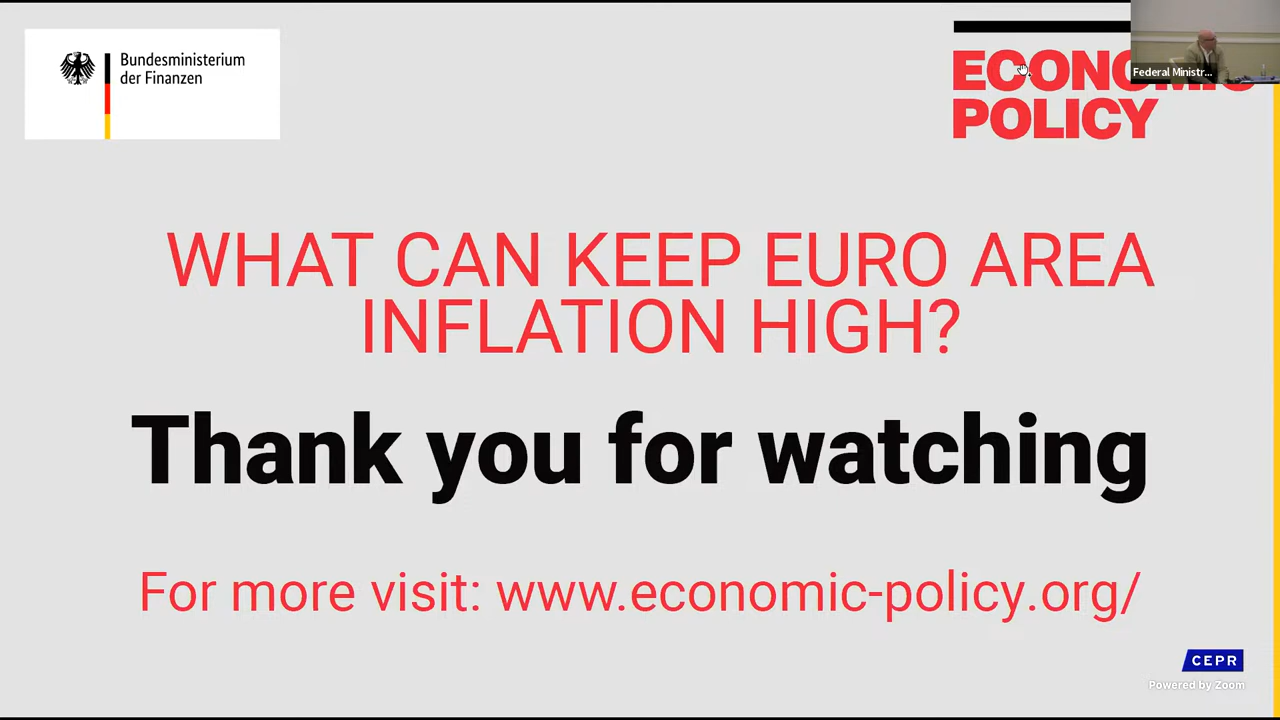 Bundesministerium
der Finanzen
ECONOMIC
POLICY
Federal Ministr...
WHAT CAN KEEP EURO AREA
INFLATION HIGH?
Thank you for watching
For more visit: www.economic-policy.org/
CEPR
Powered by Zoom